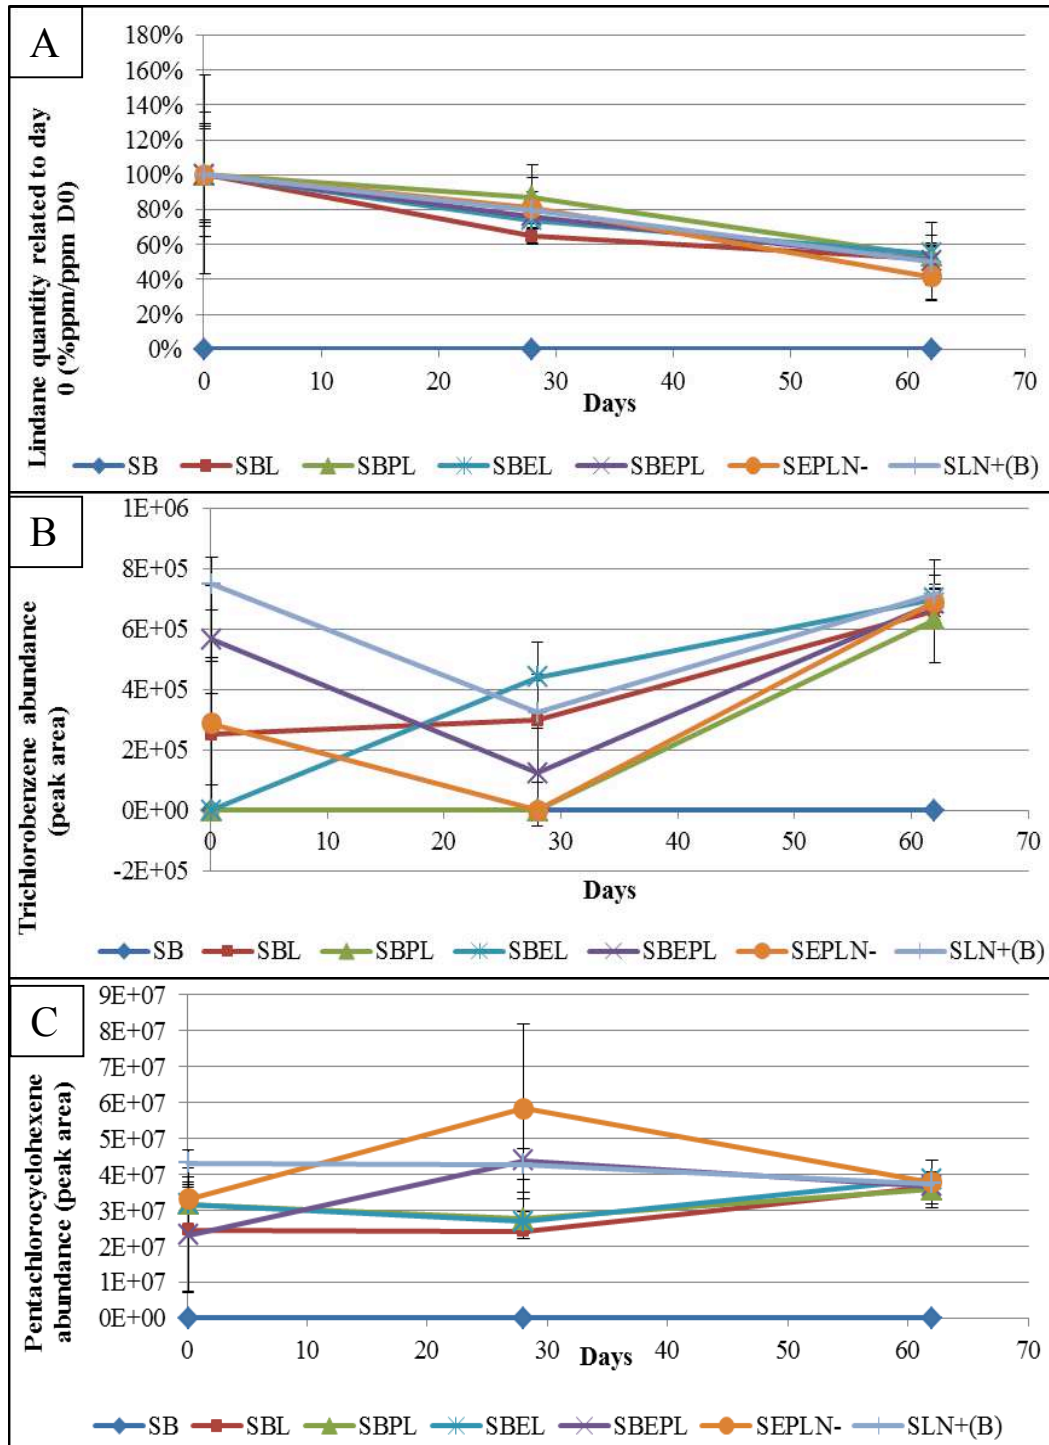 A
180%
160%
140%
120%
100%
80%
60%
40%
20%
0%
0 10 20 30 40 50 60 70
Days
Lindane quantity related to day
0 (%ppm/ppm D0)
SB SBL SBPL SBEL SBEPL SEPLN- SLN+(B)
B
1E+06
8E+05
6E+05
4E+05
2E+05
0E+00
-2E+05
0 10 20 30 40 50 60 70
Days
Trichlorobenzene abundance
(peak area)
SB SBL SBPL SBEL SBEPL SEPLN- SLN+(B)
C
9E+07
8E+07
7E+07
6E+07
5E+07
4E+07
3E+07
2E+07
1E+07
0E+00
0 10 20 30 40 50 60 70
Days
Pentachlorocyclohexene
abundance (peak area)
SB SBL SBPL SBEL SBEPL SEPLN- SLN+(B)